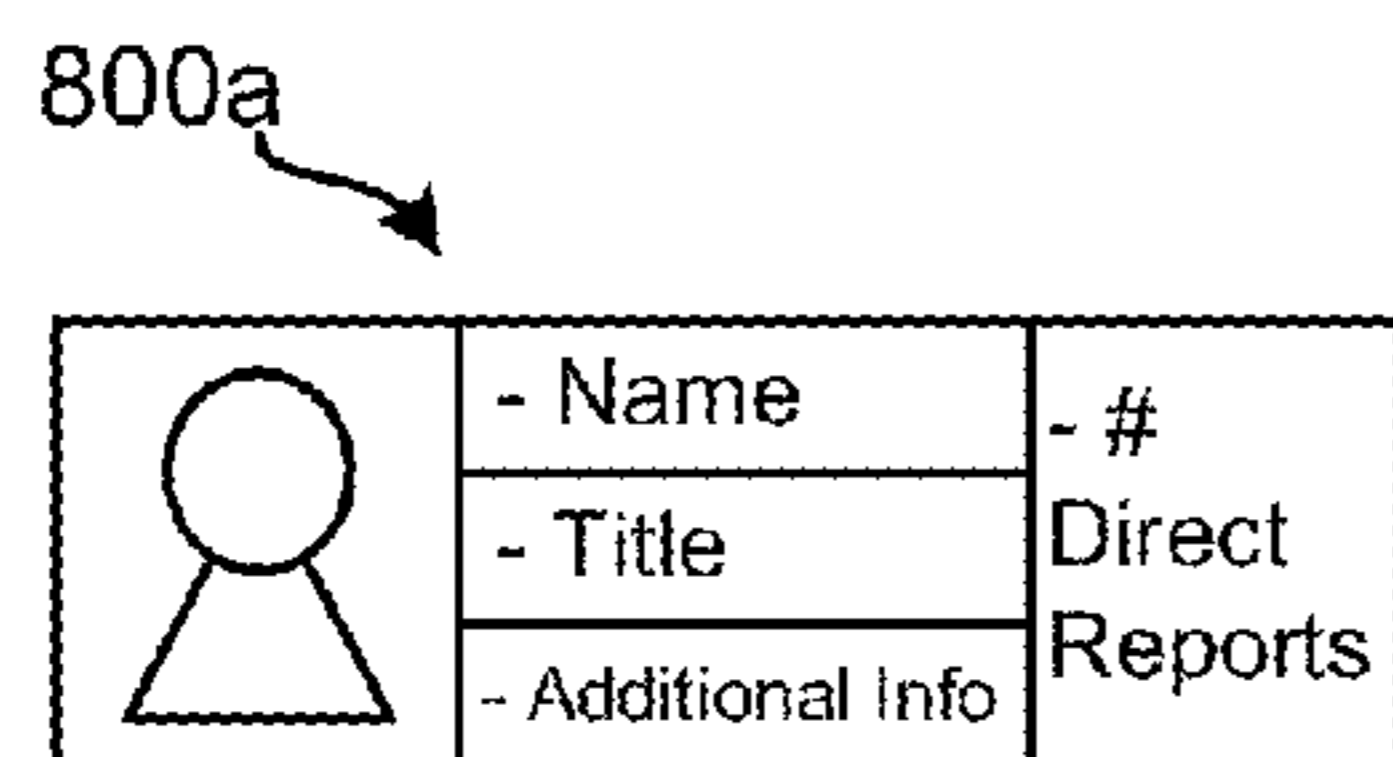 800a
- Name
- Title
- Additional Info
- #
Direct
Reports